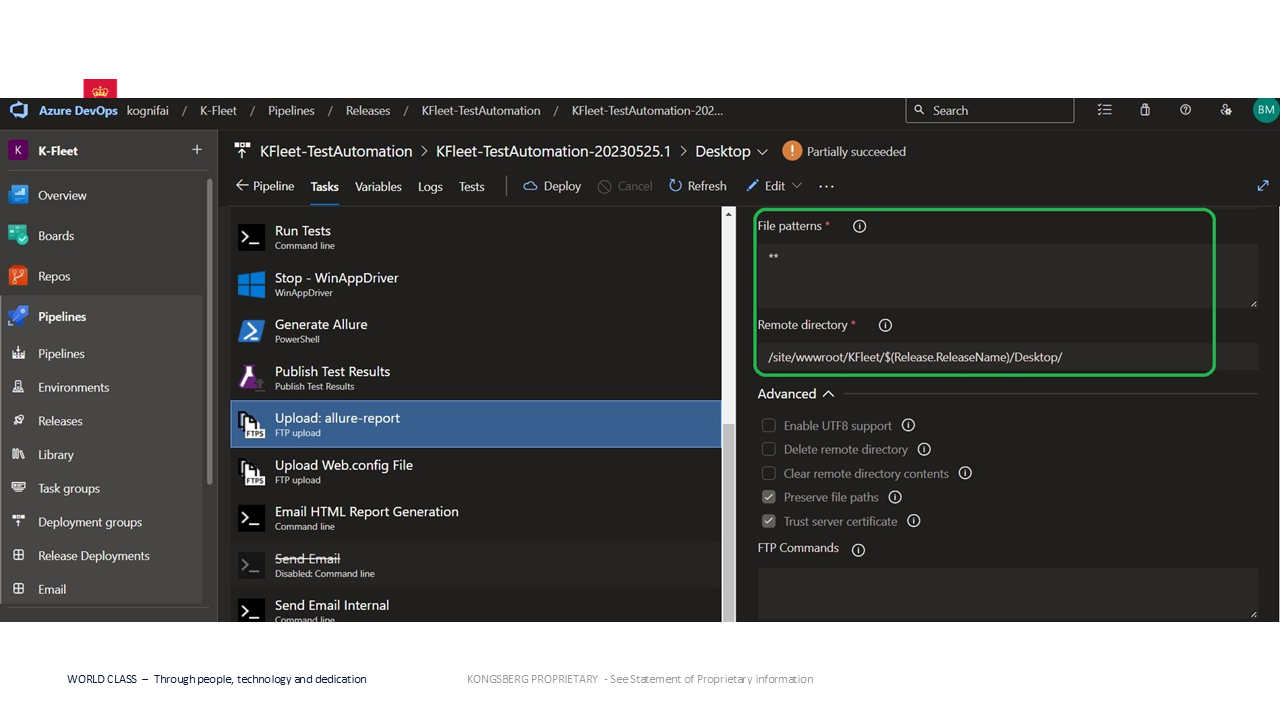 Azure DevOps kognifai / K-Fleet / Pipelines / Releases / KFleet-TestAutomation / KFleet-TestAutomation-202...
Search
BM
K K-Fleet +
KFleet-TestAutomation > KFleet-TestAutomation-20230525.1 > Desktop ! Partially succeeded
Pipeline Tasks Variables Logs Tests Deploy Cancel Refresh Edit ...
Overview
Boards
Repos
Pipelines
Pipelines
Environments
Releases
Library
Task groups
Deployment groups
Release Deployments
Email
Run Tests
Command line
Stop - WinAppDriver
WinAppDriver
Generate Allure
PowerShell
Publish Test Results
Publish Test Results
FTPS
Upload: allure-report
FTP upload
FTPS
Upload Web.config File
FTP upload
Email HTML Report Generation
Command line
Send Email
Disabled: Command line
Send Email Internal
Command line
File patterns *
**
Remote directory *
/site/wwwroot/KFleet/$(Release.ReleaseName)/Desktop/
Advanced
Enable UTF8 support
Delete remote directory
Clear remote directory contents
Preserve file paths
Trust server certificate
FTP Commands
WORLD CLASS – Through people, technology and dedication
KONGSBERG PROPRIETARY - See Statement of Proprietary information